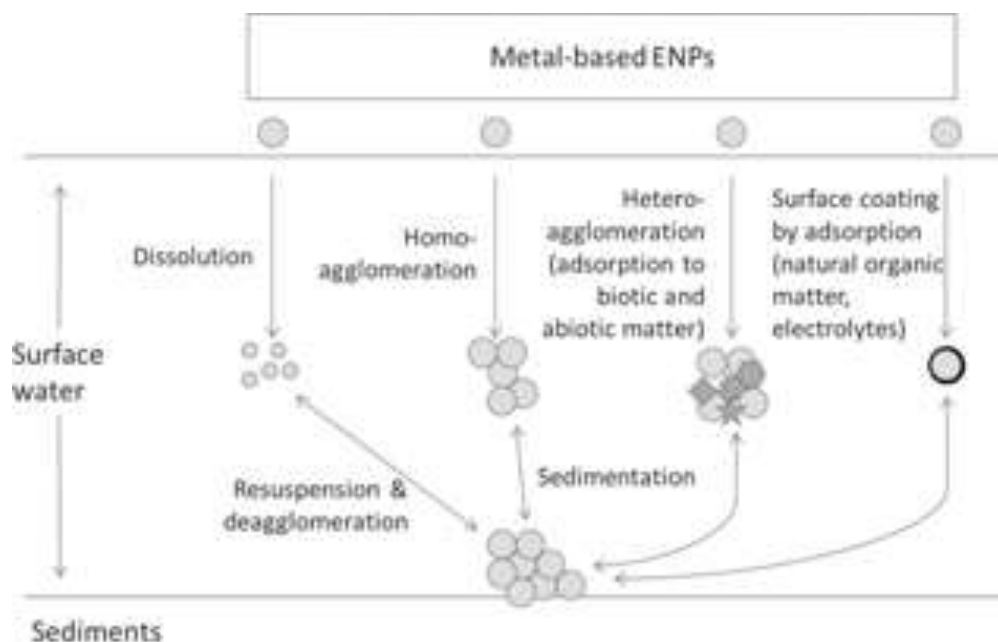 Metal-based ENPs
Dissolution
Homo-
agglomeration
Hetero-
agglomeration
(adsorption to
biotic and
abiotic matter)
Surface coating
by adsorption
(natural organic
matter,
electrolytes)
Surface
water
Resuspension &
deagglomeration
Sedimentation
Sediments